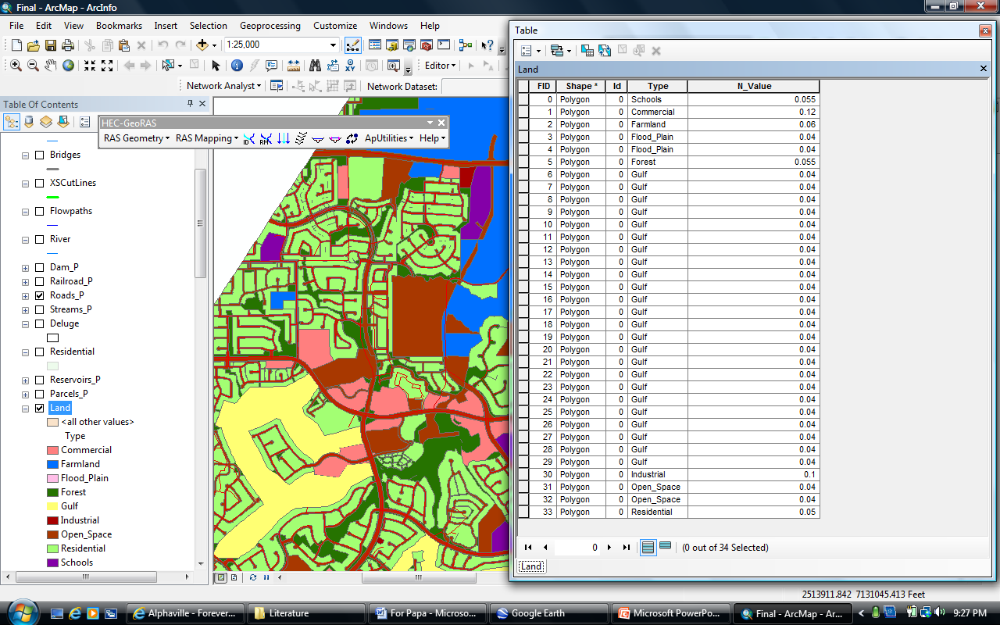 Final - ArcMap - ArcInfo
File Edit View Bookmarks Insert Selection Geoprocessing Customize Windows Help
1:25,000
Editor
Network Analyst Network Dataset:
Table Of Contents
HEC-GeoRAS
RAS Geometry RAS Mapping ApUtilities Help
Bridges
XSCutLines
Flowpaths
River
Dam_P
Railroad_P
Roads_P
Streams_P
Deluge
Residential
Reservoirs_P
Parcels_P
Land
<all other values>
Type
Commercial
Farmland
Flood_Plain
Forest
Gulf
Industrial
Open_Space
Residential
Schools
Table
Land
FID Shape * Id Type N_Value
0 Polygon 0 Schools 0.055
1 Polygon 0 Commercial 0.12
2 Polygon 0 Farmland 0.06
3 Polygon 0 Flood_Plain 0.04
4 Polygon 0 Flood_Plain 0.04
5 Polygon 0 Forest 0.055
6 Polygon 0 Gulf 0.04
7 Polygon 0 Gulf 0.04
8 Polygon 0 Gulf 0.04
9 Polygon 0 Gulf 0.04
10 Polygon 0 Gulf 0.04
11 Polygon 0 Gulf 0.04
12 Polygon 0 Gulf 0.04
13 Polygon 0 Gulf 0.04
14 Polygon 0 Gulf 0.04
15 Polygon 0 Gulf 0.04
16 Polygon 0 Gulf 0.04
17 Polygon 0 Gulf 0.04
18 Polygon 0 Gulf 0.04
19 Polygon 0 Gulf 0.04
20 Polygon 0 Gulf 0.04
21 Polygon 0 Gulf 0.04
22 Polygon 0 Gulf 0.04
23 Polygon 0 Gulf 0.04
24 Polygon 0 Gulf 0.04
25 Polygon 0 Gulf 0.04
26 Polygon 0 Gulf 0.04
27 Polygon 0 Gulf 0.04
28 Polygon 0 Gulf 0.04
29 Polygon 0 Gulf 0.04
30 Polygon 0 Industrial 0.1
31 Polygon 0 Open_Space 0.04
32 Polygon 0 Open_Space 0.04
33 Polygon 0 Residential 0.05
0 (0 out of 34 Selected)
Land
2513911.842 7131045.413 Feet
Alphaville - Forever... Literature For Papa - Microso... Google Earth Microsoft PowerPo... Final - ArcMap - Ar... 9:27 PM